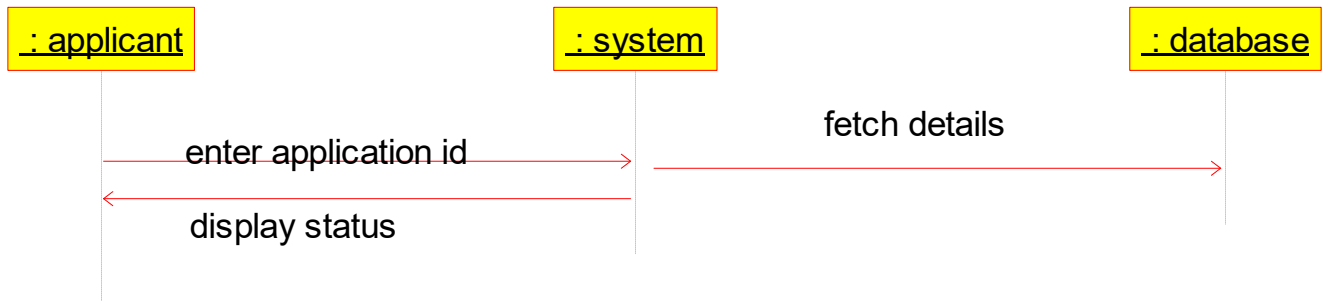 : applicant
: system
: database
fetch details
enter application id
display status